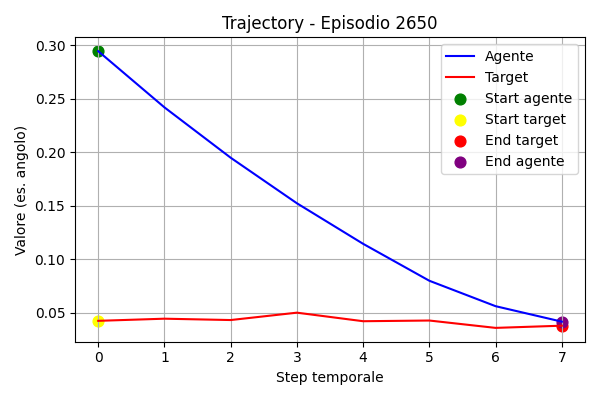 Trajectory - Episodio 2650
Valore (es. angolo)
0.30
0.25
0.20
0.15
0.10
0.05
0
1
2
3
4
5
6
7
Step temporale
Agente
Target
Start agente
Start target
End target
End agente